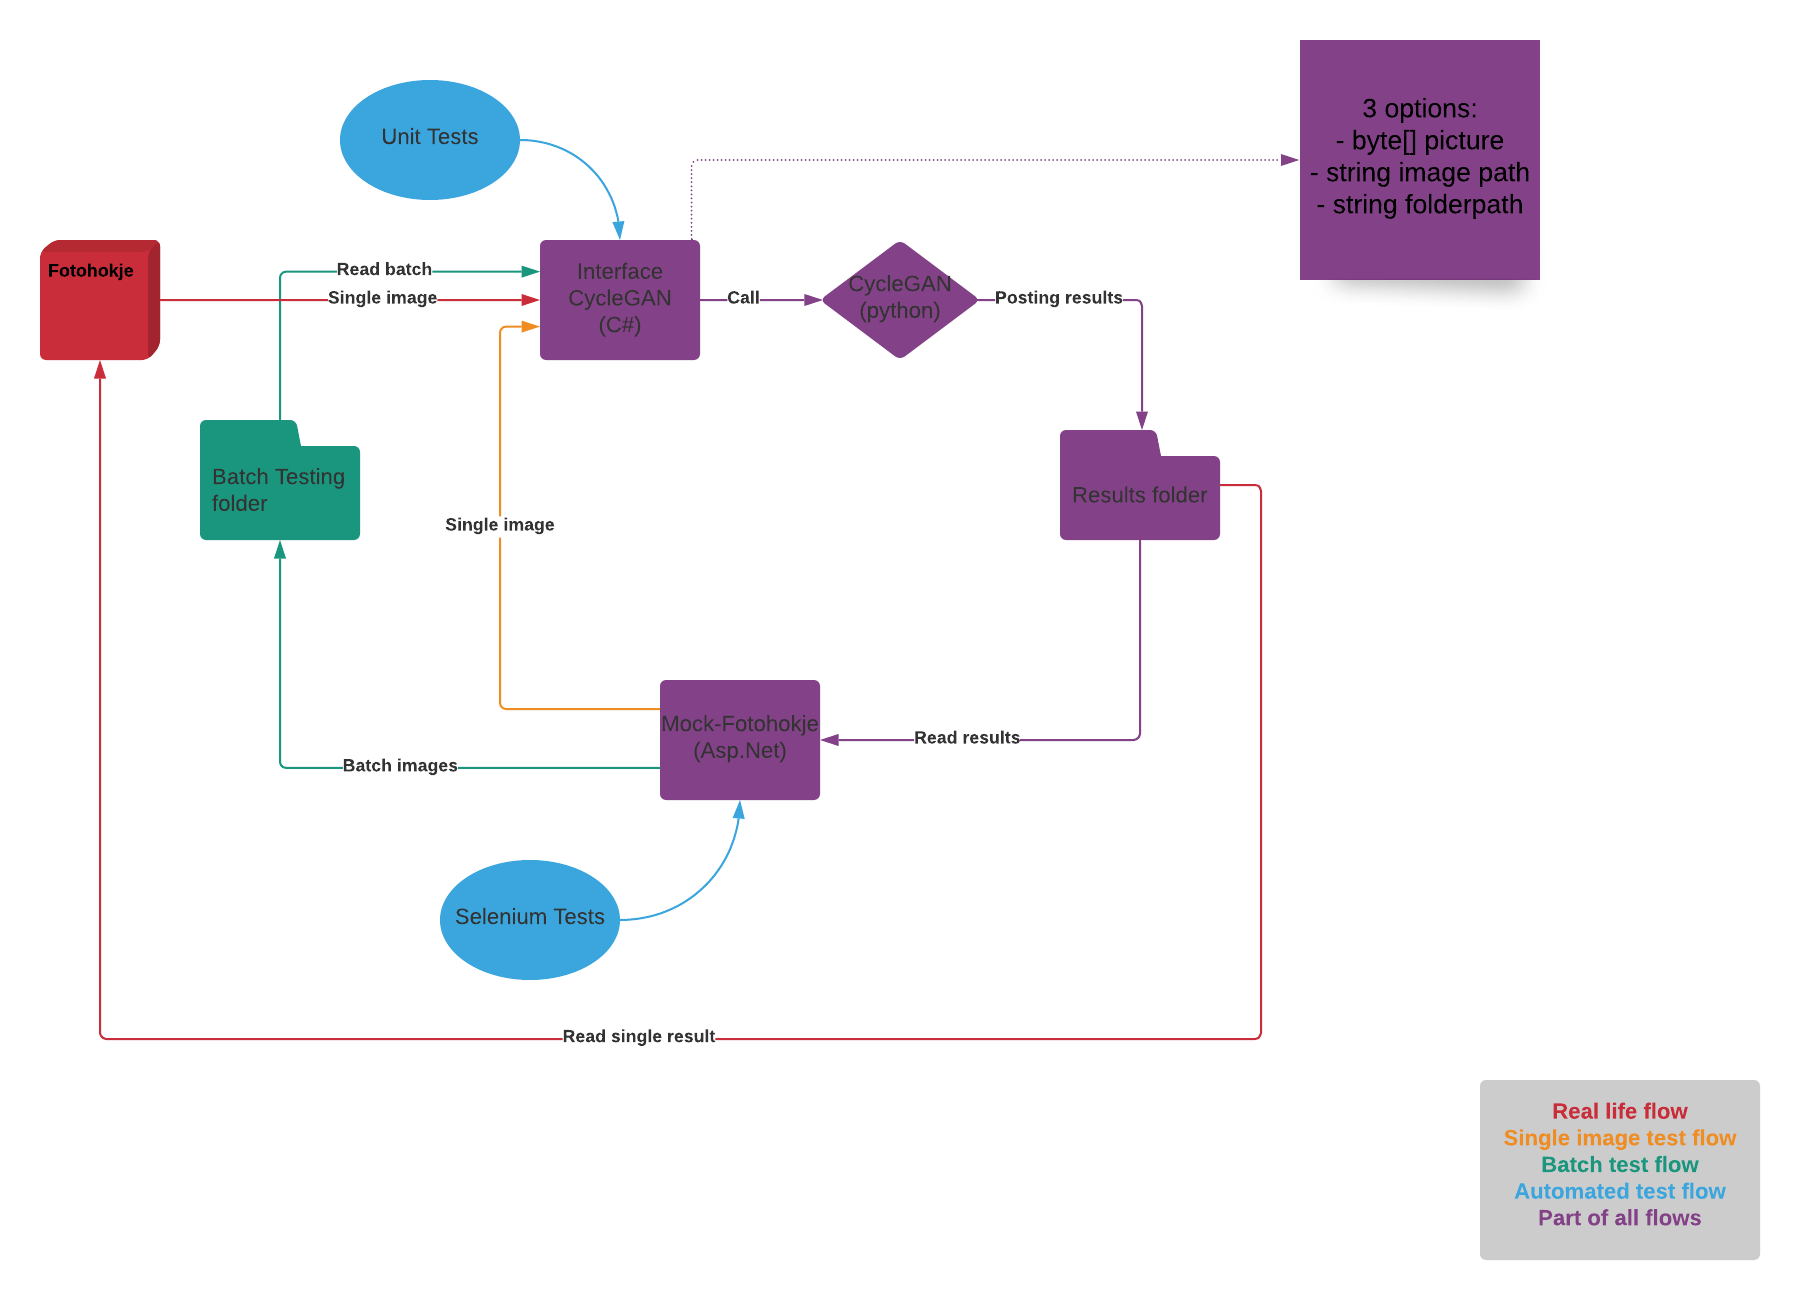 3 options:
- byte[] picture
- string image path
- string folderpath
Unit Tests
Fotohokje
Read batch
Single image
Interface
CycleGAN
(C#)
Call
CycleGAN
(python)
Posting results
Batch Testing
folder
Results folder
Single image
Mock-Fotohokje
(Asp.Net)
Read results
Batch images
Selenium Tests
Read single result
Real life flow
Single image test flow
Batch test flow
Automated test flow
Part of all flows